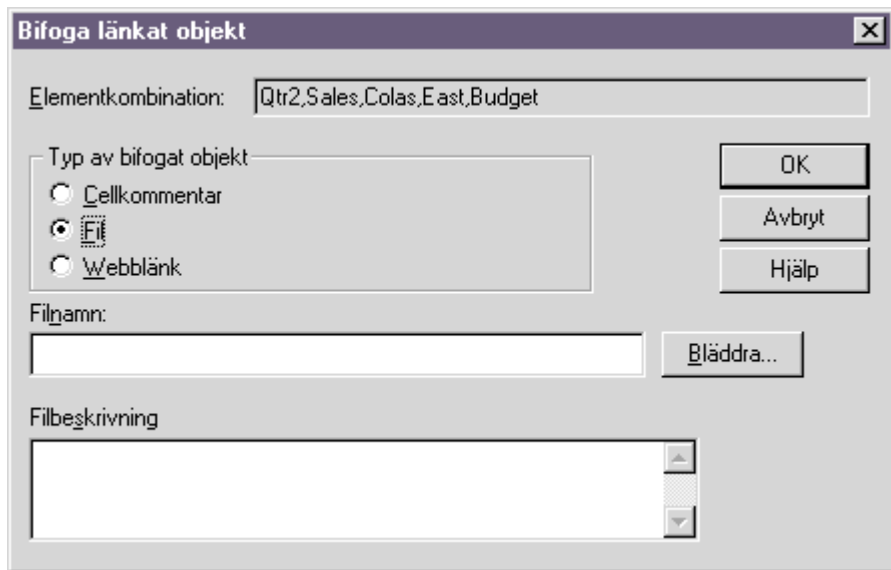 Bifoga länkat objekt
Elementkombination: Qtr2,Sales,Colas,East,Budget
Typ av bifogat objekt
Cellkommentar
Fil
Webblänk
OK
Avbryt
Hjälp
Filnamn:
Bläddra...
Filbeskrivning